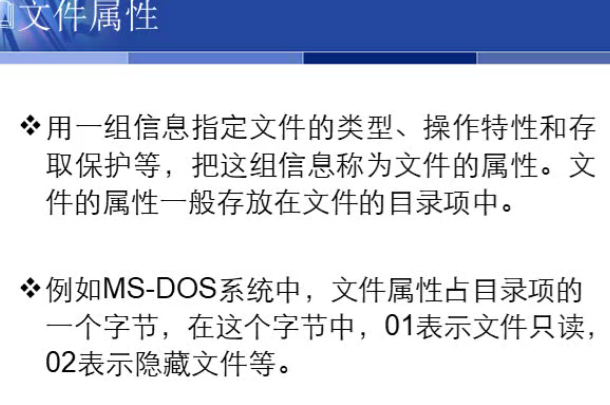 文件属性
❖用一组信息指定文件的类型、操作特性和存
取保护等，把这组信息称为文件的属性。文
件的属性一般存放在文件的目录项中。
❖例如MS-DOS系统中，文件属性占目录项的
一个字节，在这个字节中，01表示文件只读，
02表示隐藏文件等。